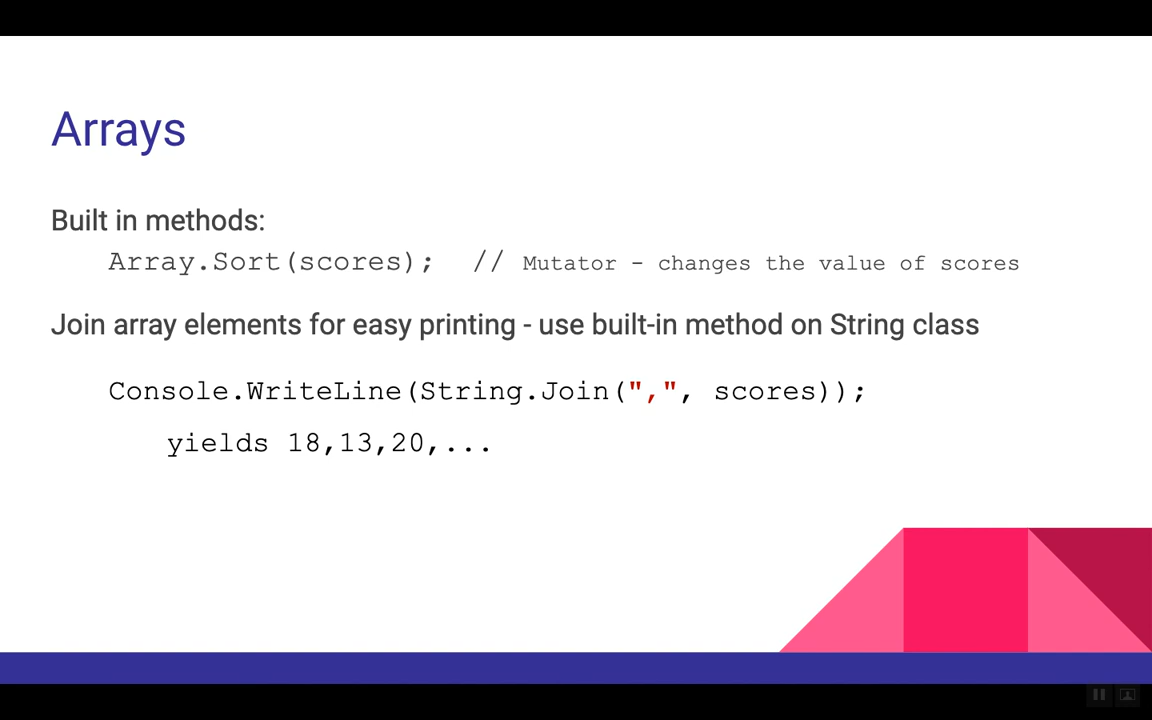 Arrays
Built in methods:
Array.Sort(scores); // Mutator - changes the value of scores
Join array elements for easy printing - use built-in method on String class
Console.WriteLine(String.Join(",", scores));
yields 18,13,20,...